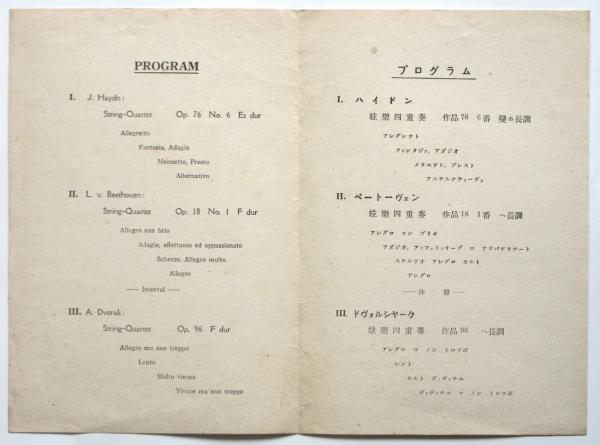 PROGRAM
I. J. Haydn:
String-Quartet Op. 76 No. 6 Es dur
Allegretto
Fantasia, Adagio
Menuetto, Presto
Alternativo
II. L. v. Beethoven:
String-Quartet Op. 18 No. 1 F dur
Allegro con brio
Adagio, affettuoso ed appassionato
Scherzo, Allegro molto
Allegro
— Interval —
III. A. Dvorak:
String-Quartet Op. 96 F dur
Allegro ma non troppo
Lento
Molto vivace
Vivace ma non troppo
プログラム
I. ハイドン
絃樂四重奏 作品76 6番 變ホ長調
アレグレット
ファンタジァ、アダジオ
メヌエット、プレスト
アルテルナティーヴォ
II. ベートーヴェン
絃樂四重奏 作品18 1番 ヘ長調
アレグロ コン ブリオ
アダジオ、アッフェトゥオーゾ エ アパッショナート
スケルツオ アレグロ モルト
アレグロ
— 休憩 —
III. ドヴォルシヤーク
絃樂四重奏 作品96 ヘ長調
アレグロ マ ノン トロツポ
レント
モルト ヴィヴァチェ
ヴィヴァチェ マ ノン トロツポ